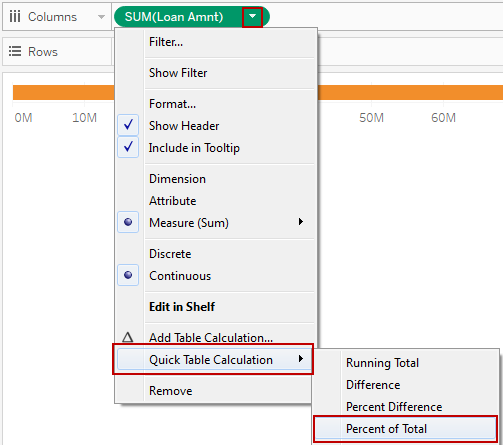 Columns
SUM(Loan Amnt)
Rows
Filter...
Show Filter
Format...
Show Header
Include in Tooltip
Dimension
Attribute
Measure (Sum)
Discrete
Continuous
Edit in Shelf
Add Table Calculation...
Quick Table Calculation
Remove
Running Total
Difference
Percent Difference
Percent of Total
0M 10M 50M 60M